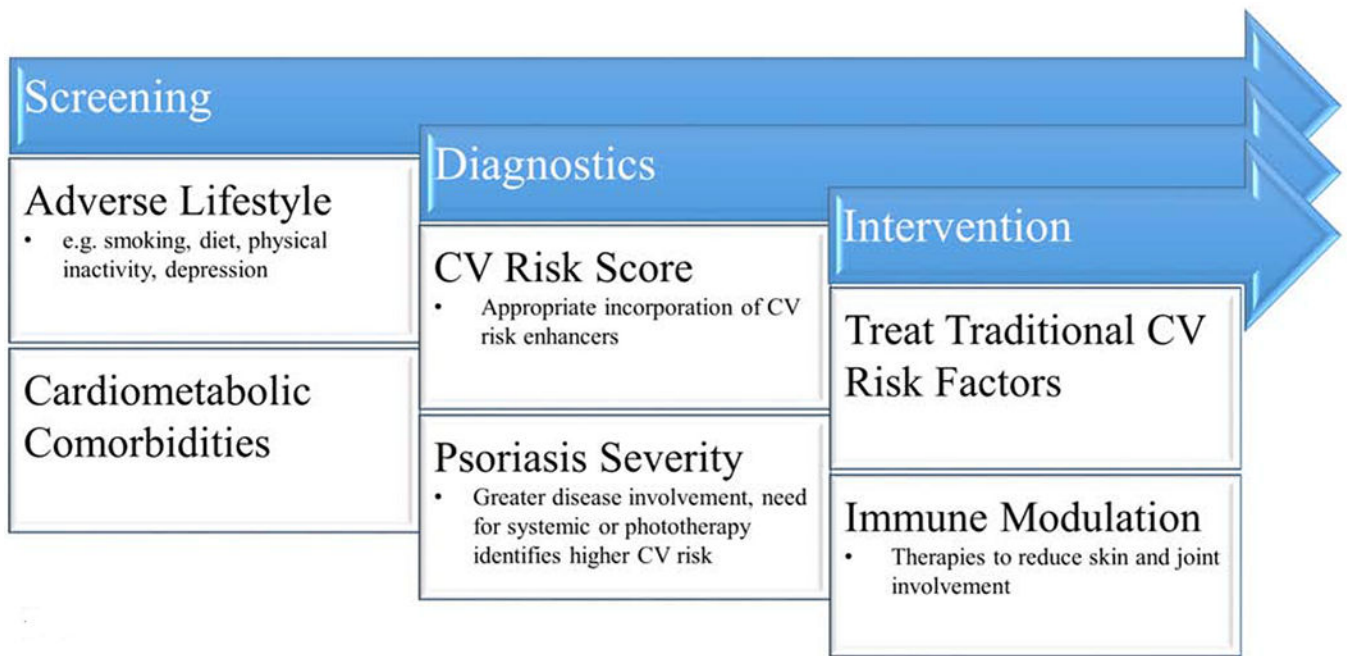 Screening
Adverse Lifestyle
• e.g. smoking, diet, physical
inactivity, depression
Cardiometabolic
Comorbidities
Diagnostics
CV Risk Score
• Appropriate incorporation of CV
risk enhancers
Psoriasis Severity
• Greater disease involvement, need
for systemic or phototherapy
identifies higher CV risk
Intervention
Treat Traditional CV
Risk Factors
Immune Modulation
• Therapies to reduce skin and joint
involvement